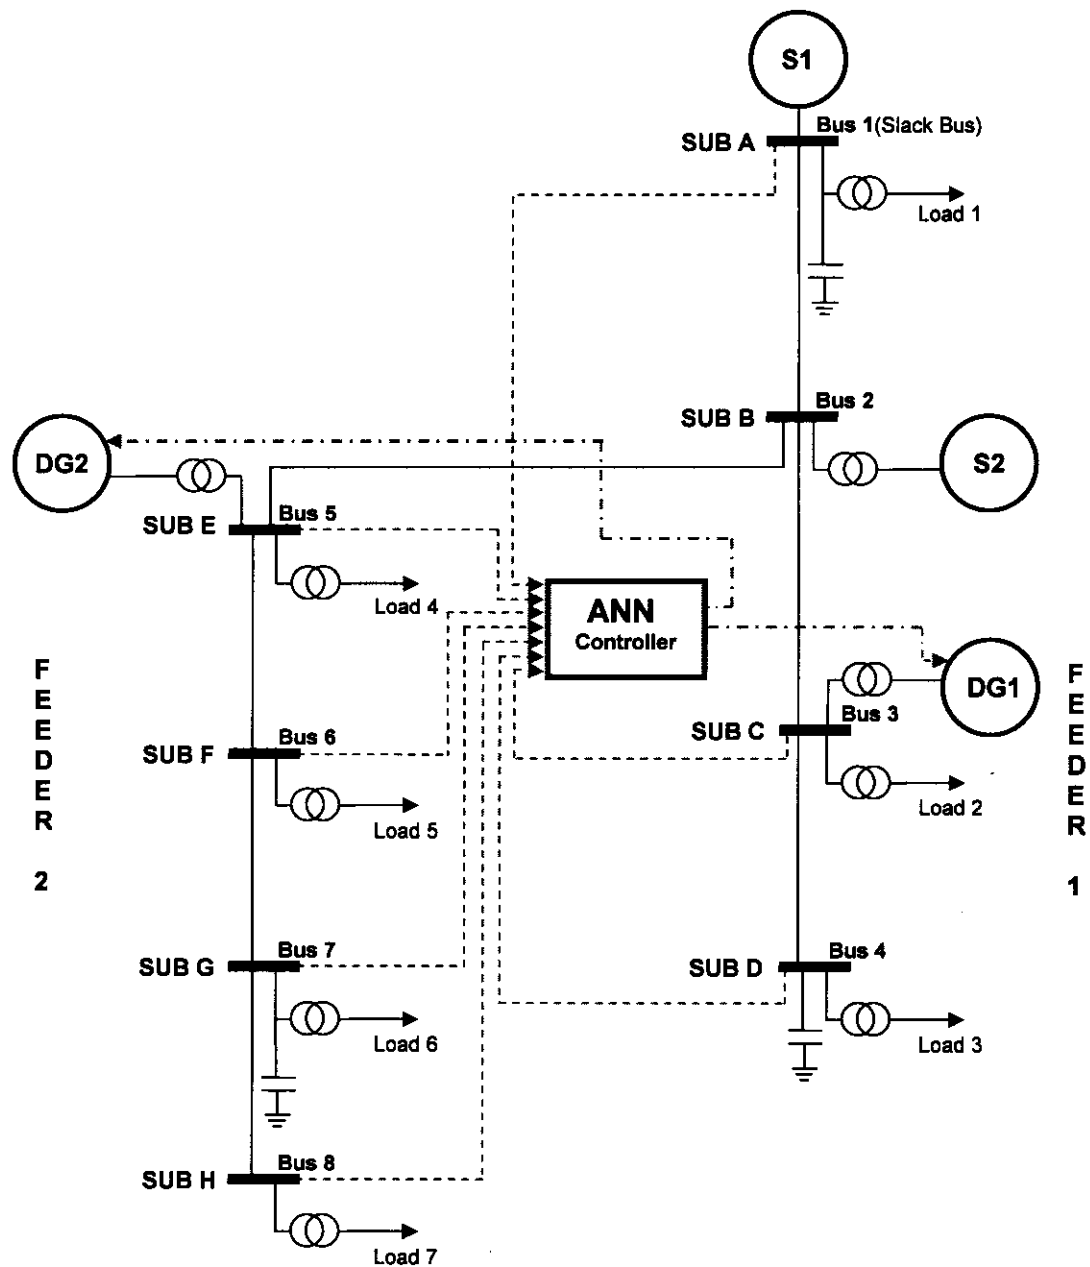 S1
Bus 1(Slack Bus)
SUB A
Load 1
Bus 2
SUB B
DG2
S2
Bus 5
SUB E
Load 4
ANN
Controller
DG1
Bus 3
SUB C
Load 2
FEEDER 2
FEEDER 1
Bus 6
SUB F
Load 5
Bus 7
SUB G
Load 6
Bus 4
SUB D
Load 3
Bus 8
SUB H
Load 7